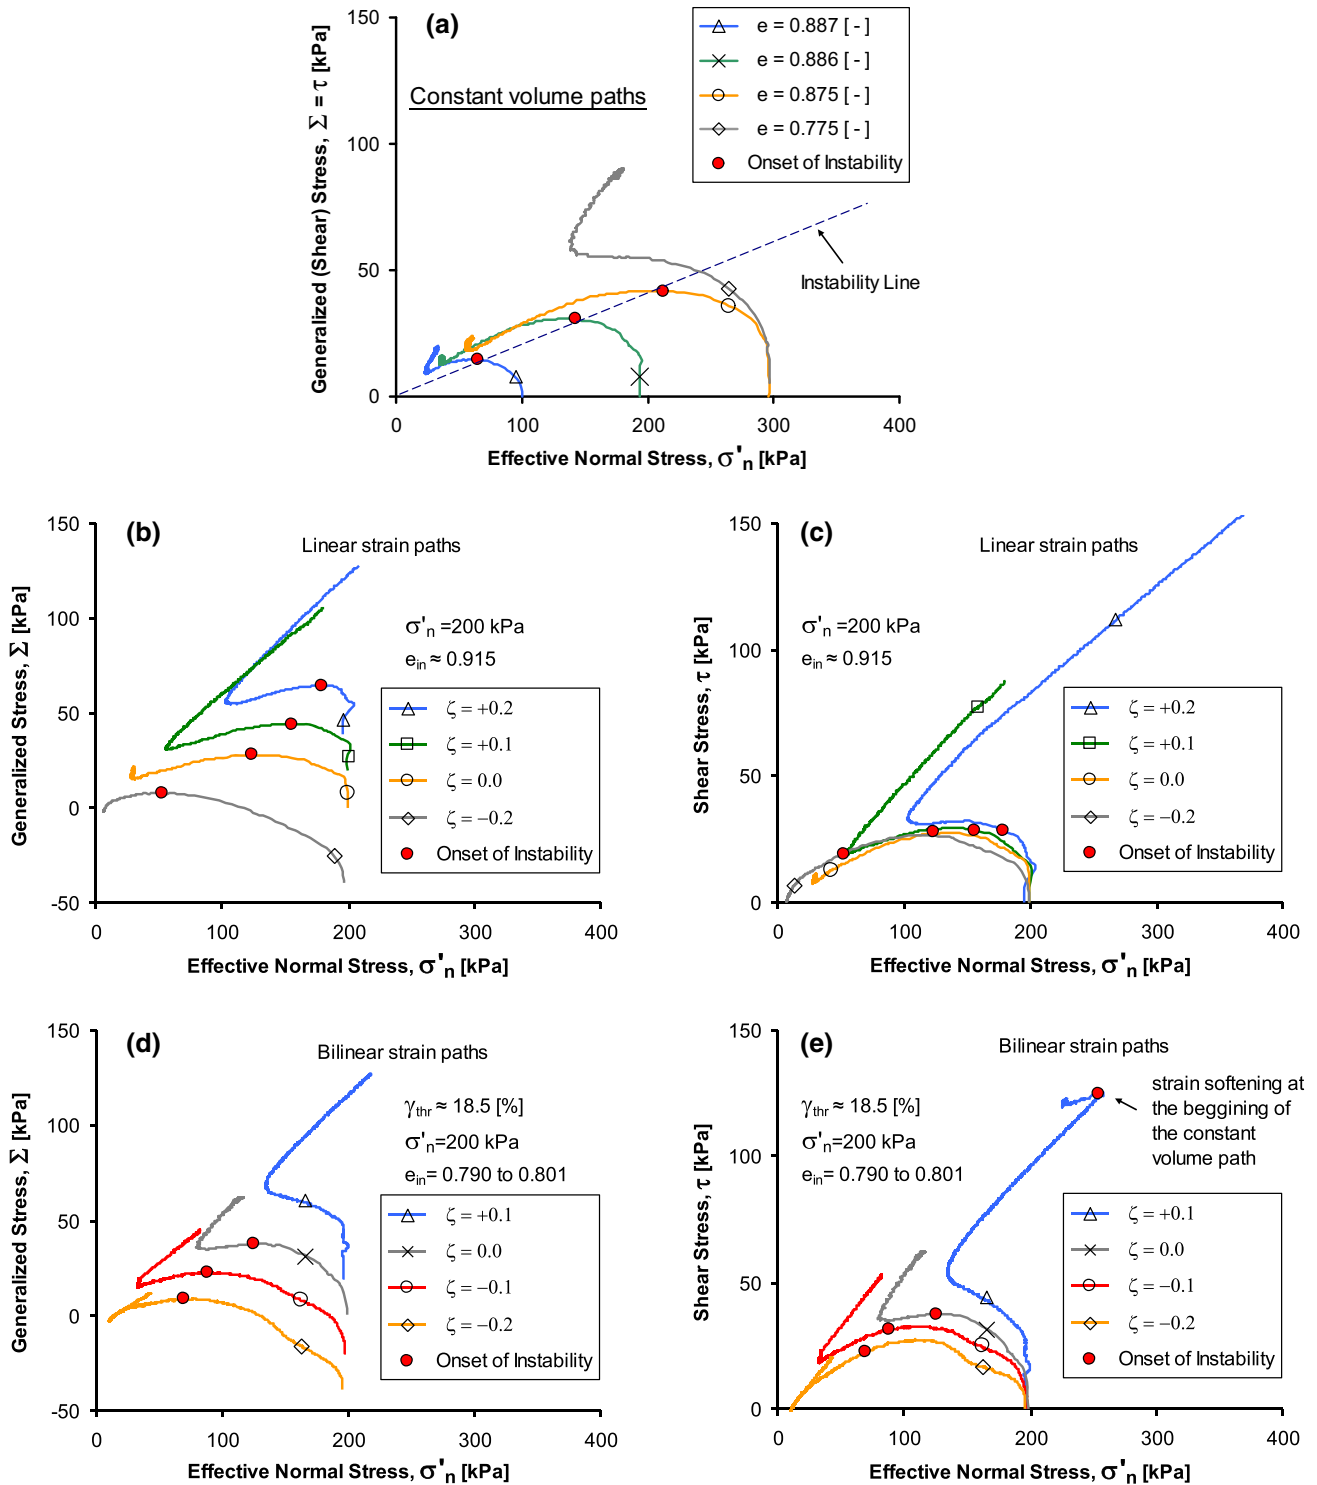 (a)
Constant volume paths
e = 0.887 [ - ]
e = 0.886 [ - ]
e = 0.875 [ - ]
e = 0.775 [ - ]
Onset of Instability
Instability Line
Generalized (Shear) Stress, Σ = τ [kPa]
150
100
50
0
0 100 200 300 400
Effective Normal Stress, σ'n [kPa]
(b)
Linear strain paths
σ'n =200 kPa
ein ≈ 0.915
ζ = +0.2
ζ = +0.1
ζ = 0.0
ζ = −0.2
Onset of Instability
Generalized Stress, Σ [kPa]
150
100
50
0
-50
0 100 200 300 400
Effective Normal Stress, σ'n [kPa]
(c)
Linear strain paths
σ'n =200 kPa
ein ≈ 0.915
ζ = +0.2
ζ = +0.1
ζ = 0.0
ζ = −0.2
Onset of Instability
Shear Stress, τ [kPa]
150
100
50
0
0 100 200 300 400
Effective Normal Stress, σ'n [kPa]
(d)
Bilinear strain paths
γthr ≈ 18.5 [%]
σ'n=200 kPa
ein= 0.790 to 0.801
ζ = +0.1
ζ = 0.0
ζ = −0.1
ζ = −0.2
Onset of Instability
Generalized Stress, Σ [kPa]
150
100
50
0
-50
0 100 200 300 400
Effective Normal Stress, σ'n [kPa]
(e)
Bilinear strain paths
γthr ≈ 18.5 [%]
σ'n=200 kPa
ein= 0.790 to 0.801
strain softening at
the beggining of
the constant
volume path
ζ = +0.1
ζ = 0.0
ζ = −0.1
ζ = −0.2
Onset of Instability
Shear Stress, τ [kPa]
150
100
50
0
0 100 200 300 400
Effective Normal Stress, σ'n [kPa]